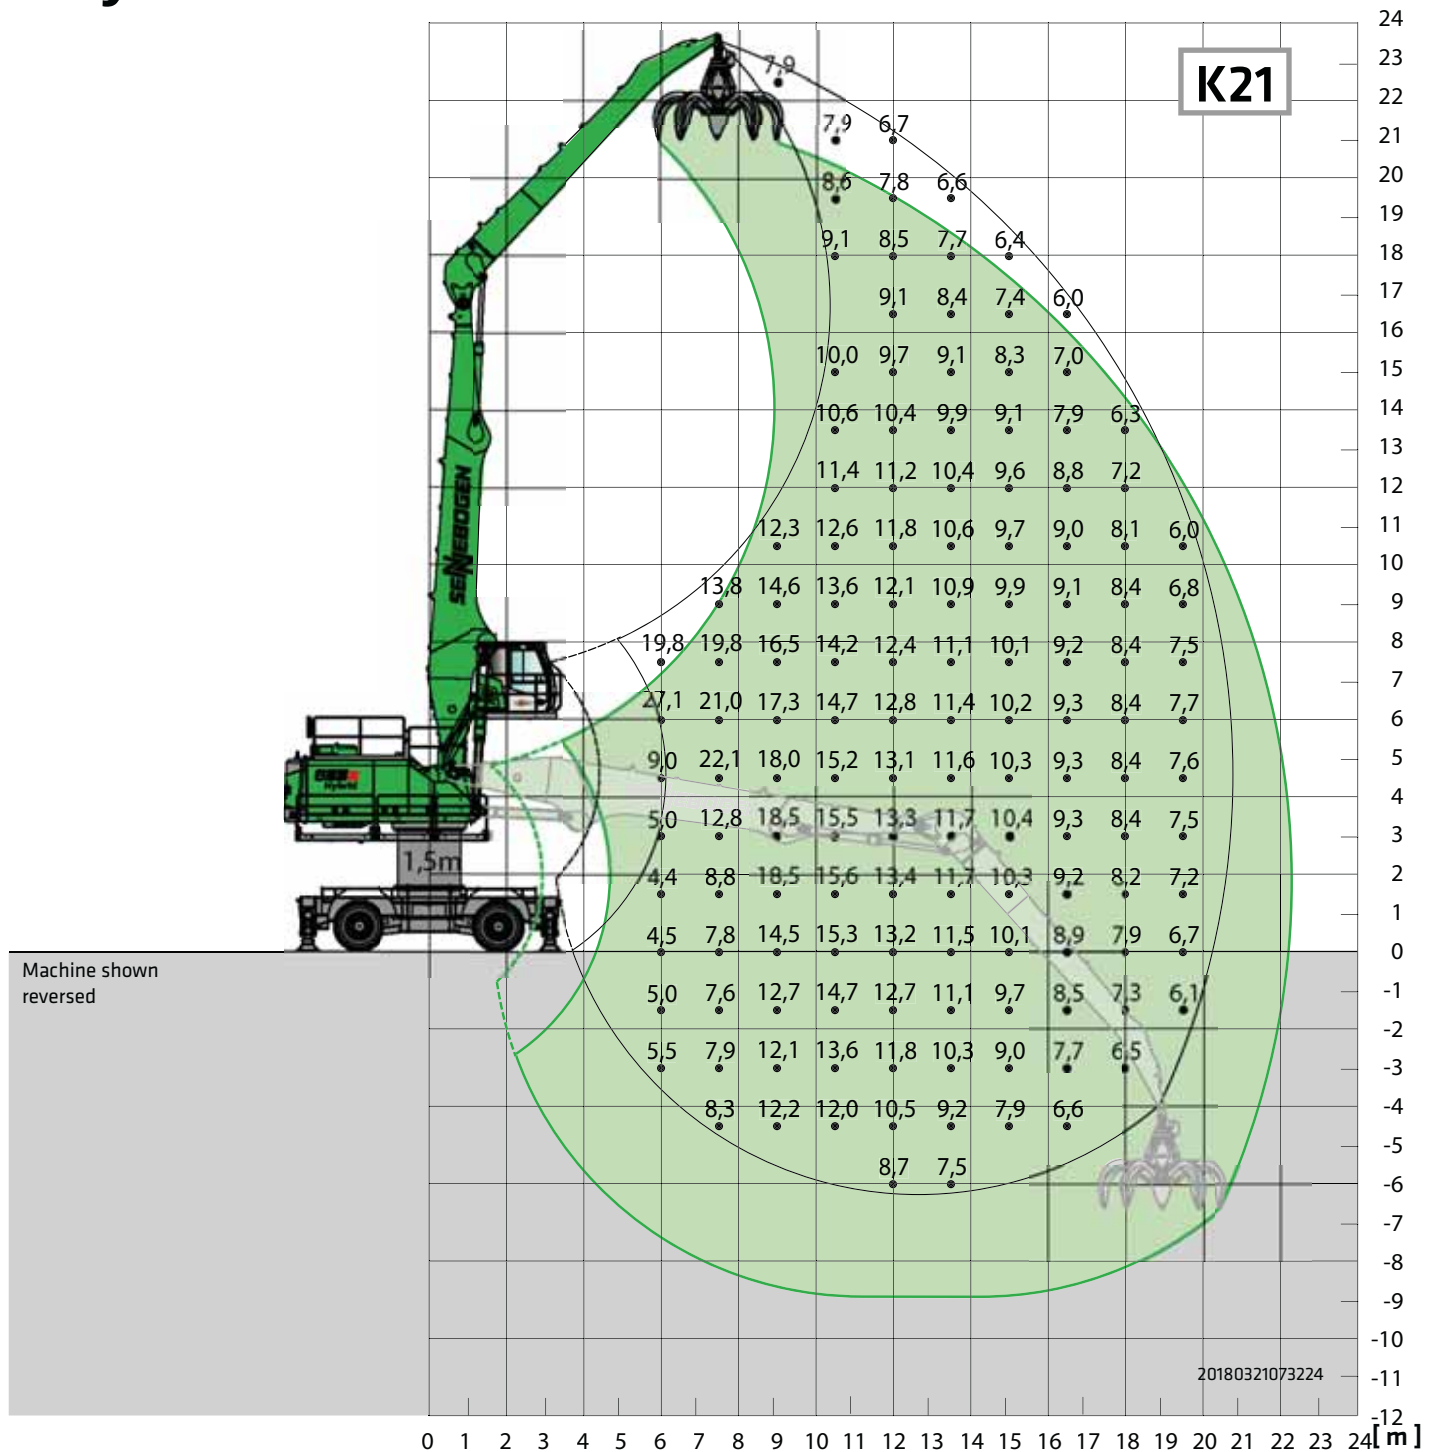 24
23
7,9
K21
22
7,9 6,7
21
20
8,6 7,8 6,6
19
9,1 8,5 7,7 6,4
18
17
9,1 8,4 7,4 6,0
16
10,0 9,7 9,1 8,3 7,0
15
14
10,6 10,4 9,9 9,1 7,9 6,3
13
11,4 11,2 10,4 9,6 8,8 7,2
12
11
12,3 12,6 11,8 10,6 9,7 9,0 8,1 6,0
10
SENNEBOGEN
13,8 14,6 13,6 12,1 10,9 9,9 9,1 8,4 6,8
9
19,8 19,8 16,5 14,2 12,4 11,1 10,1 9,2 8,4 7,5
8
7
27,1 21,0 17,3 14,7 12,8 11,4 10,2 9,3 8,4 7,7
6
9,0 22,1 18,0 15,2 13,1 11,6 10,3 9,3 8,4 7,6
5
Hybrid
4
5,0 12,8 18,5 15,5 13,3 11,7 10,4 9,3 8,4 7,5
3
1,5m
4,4 8,8 18,5 15,6 13,4 11,7 10,3 9,2 8,2 7,2
2
1
4,5 7,8 14,5 15,3 13,2 11,5 10,1 8,9 7,9 6,7
0
Machine shown
reversed
5,0 7,6 12,7 14,7 12,7 11,1 9,7 8,5 7,3 6,1
-1
-2
5,5 7,9 12,1 13,6 11,8 10,3 9,0 7,7 6,5
-3
-4
8,3 12,2 12,0 10,5 9,2 7,9 6,6
-5
8,7 7,5
-6
-7
-8
-9
-10
20180321073224
-11
-12
0 1 2 3 4 5 6 7 8 9 10 11 12 13 14 15 16 17 18 19 20 21 22 23 24 [m]